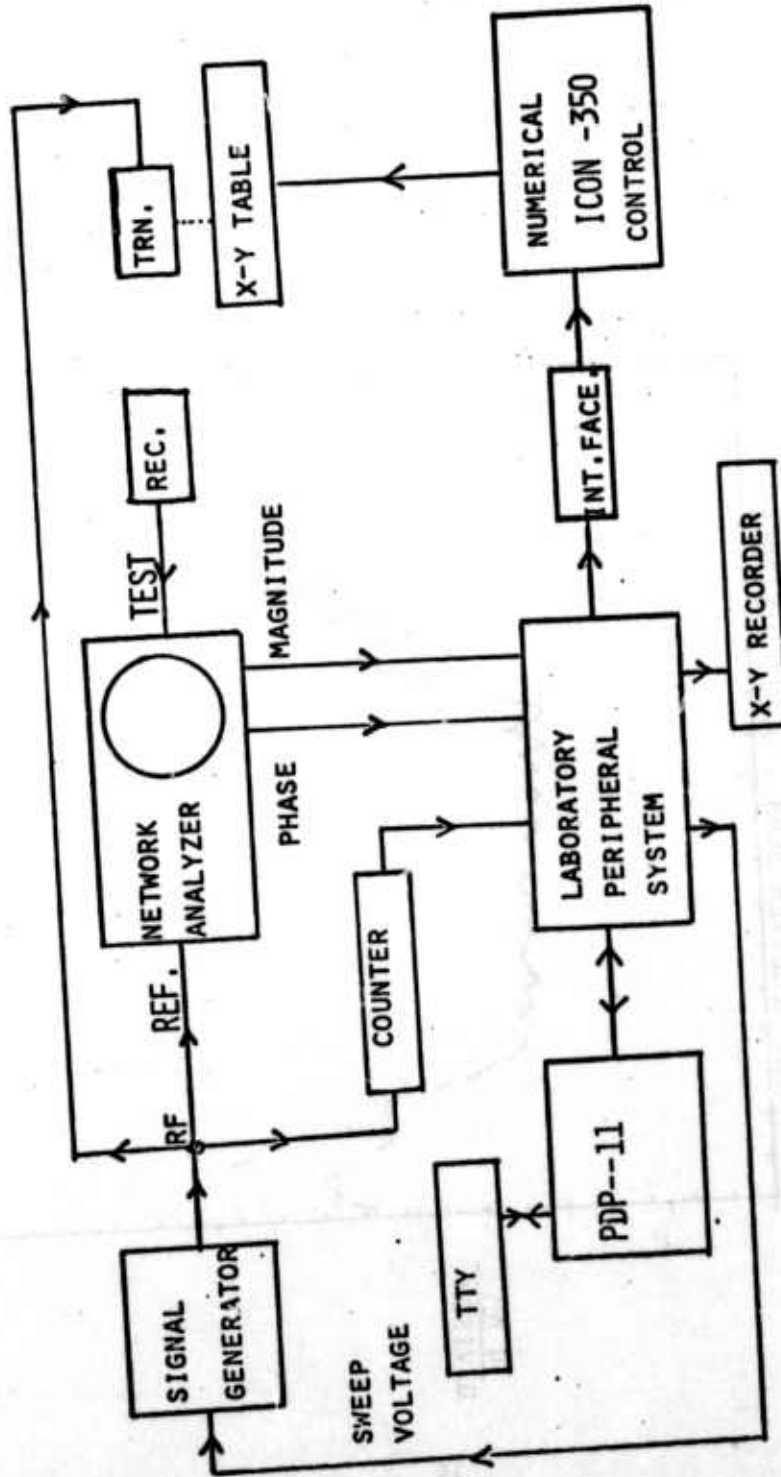 SIGNAL
GENERATOR
RF
REF.
NETWORK
ANALYZER
TEST
REC.
TRN.
X-Y TABLE
SWEEP
VOLTAGE
COUNTER
PHASE
MAGNITUDE
TTY
PDP--11
LABORATORY
PERIPHERAL
SYSTEM
INT.FACE.
NUMERICAL
ICON -350
CONTROL
X-Y RECORDER